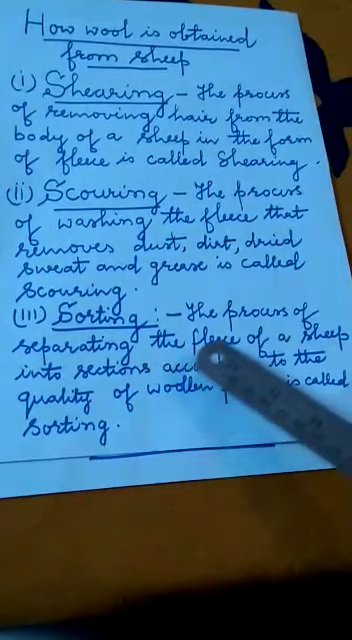 How wool is obtained
from sheep
(i) Shearing - The process
of removing hair from the
body of a sheep in the form
of fleece is called Shearing.
(ii) Scouring - The process
of washing the fleece that
removes dust, dirt, dried
sweat and grease is called
scouring.
(III) Sorting :- The process of
separating the fleece of a sheep
into sections to the
quality of woollen is called
Sorting.